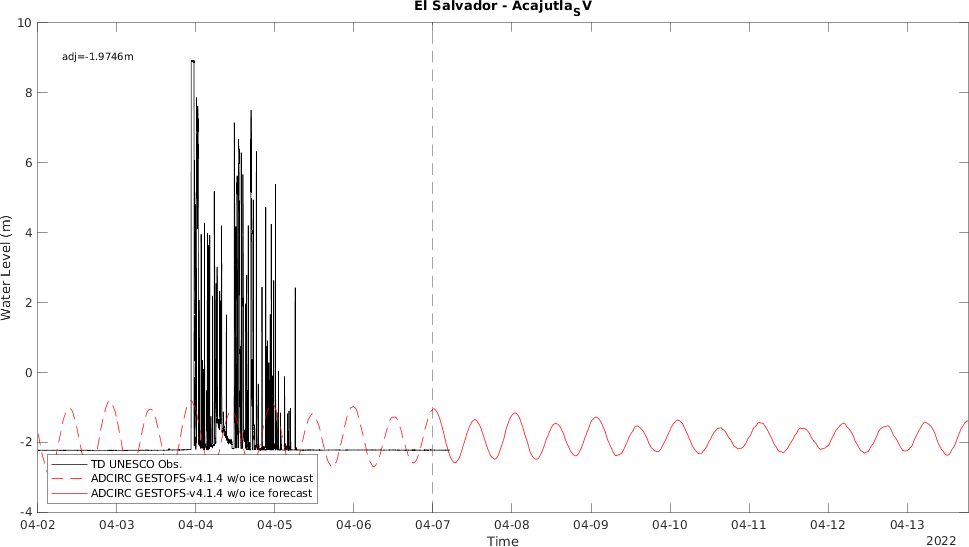 El Salvador - AcajutlaSV
10
adj=-1.9746m
8
6
4
2
0
-2
-4
Water Level (m)
TD UNESCO Obs.
ADCIRC GESTOFS-v4.1.4 w/o ice nowcast
ADCIRC GESTOFS-v4.1.4 w/o ice forecast
04-02 04-03 04-04 04-05 04-06 04-07 04-08 04-09 04-10 04-11 04-12 04-13
Time
2022